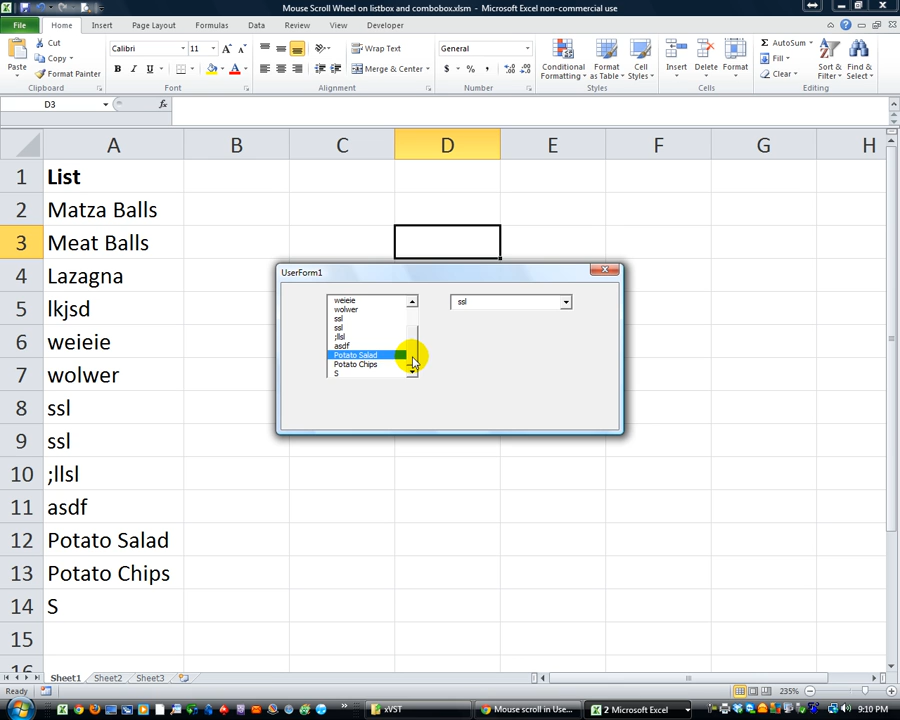 Mouse Scroll Wheel on listbox and combobox.xlsm - Microsoft Excel non-commercial use
File Home Insert Page Layout Formulas Data Review View Developer
Paste
Cut
Copy
Format Painter
Clipboard
Calibri 11
B I U
Font
Wrap Text
Merge & Center
Alignment
General
$ % ,
Number
Conditional Formatting
Format as Table
Cell Styles
Styles
Insert Delete Format
Cells
AutoSum
Fill
Clear
Sort & Filter
Find & Select
Editing
D3 fx
A B C D E F G H
1 List
2 Matza Balls
3 Meat Balls
4 Lazagna
5 lkjsd
6 weieie
7 wolwer
8 ssl
9 ssl
10 ;llsl
11 asdf
12 Potato Salad
13 Potato Chips
14 S
15
16
UserForm1
weieie
wolwer
ssl
ssl
;llsl
asdf
Potato Salad
Potato Chips
S
ssl
Sheet1 Sheet2 Sheet3
Ready 235%
xVST Mouse scroll in Use... 2 Microsoft Excel 9:10 PM